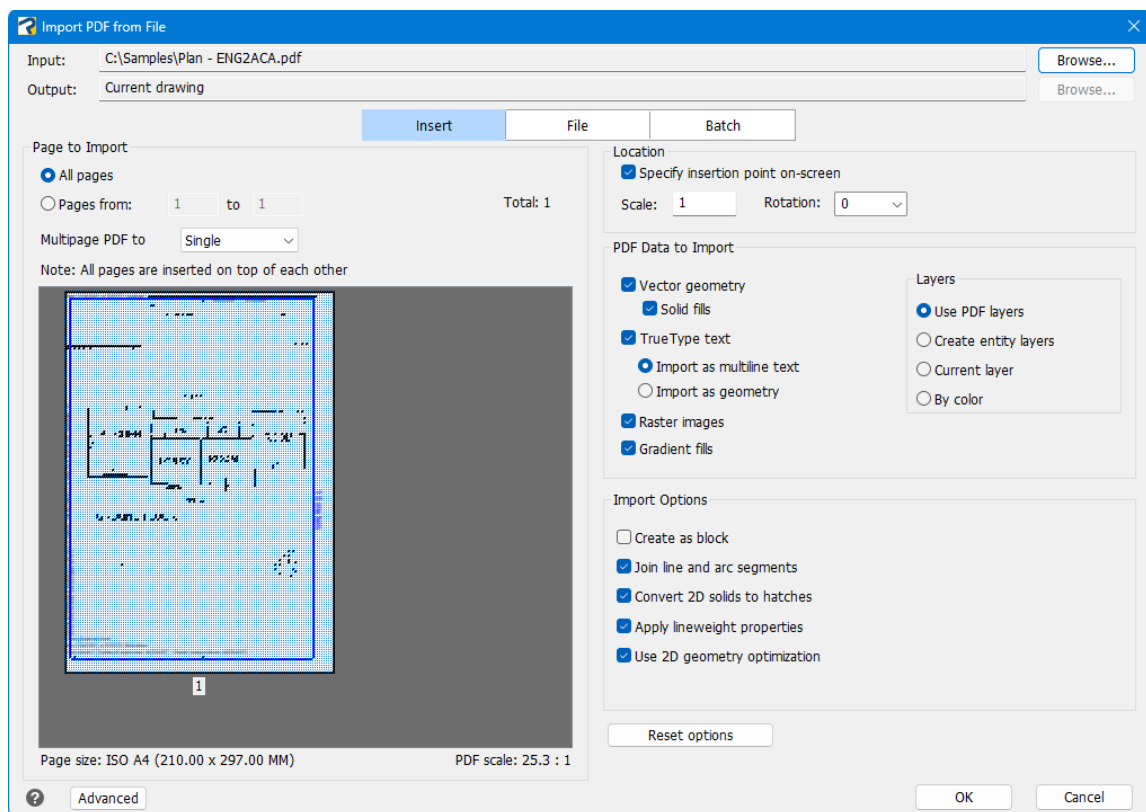 Import PDF from File
Input: C:\Samples\Plan - ENG2ACA.pdf Browse...
Output: Current drawing Browse...
Insert File Batch
Page to Import
All pages
Pages from: 1 to 1 Total: 1
Multipage PDF to Single
Note: All pages are inserted on top of each other
1
Page size: ISO A4 (210.00 x 297.00 MM) PDF scale: 25.3 : 1
Location
Specify insertion point on-screen
Scale: 1 Rotation: 0
PDF Data to Import
Vector geometry
Solid fills
TrueType text
Import as multiline text
Import as geometry
Raster images
Gradient fills
Layers
Use PDF layers
Create entity layers
Current layer
By color
Import Options
Create as block
Join line and arc segments
Convert 2D solids to hatches
Apply lineweight properties
Use 2D geometry optimization
Reset options
? Advanced OK Cancel